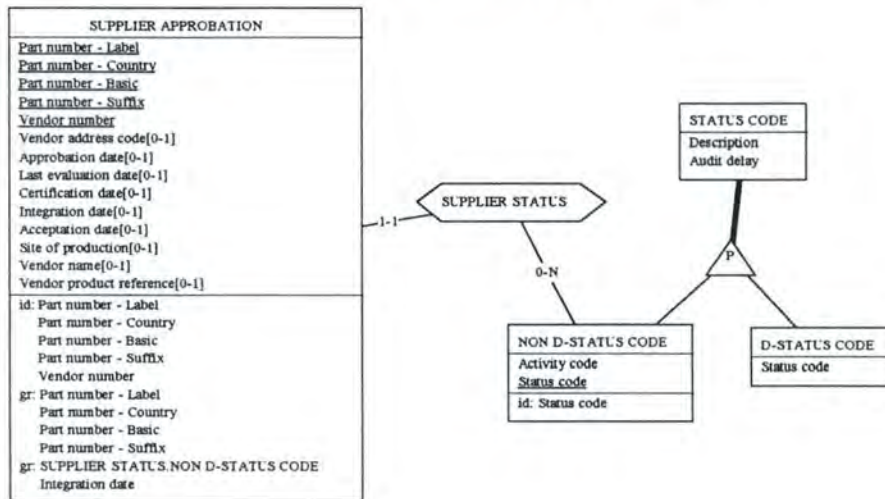 SUPPLIER APPROBATION
Part number - Label
Part number - Country
Part number - Basic
Part number - Suffix
Vendor number
Vendor address code[0-1]
Approbation date[0-1]
Last evaluation date[0-1]
Certification date[0-1]
Integration date[0-1]
Acceptation date[0-1]
Site of production[0-1]
Vendor name[0-1]
Vendor product reference[0-1]
id: Part number - Label
Part number - Country
Part number - Basic
Part number - Suffix
Vendor number
gr: Part number - Label
Part number - Country
Part number - Basic
Part number - Suffix
gr: SUPPLIER STATUS.NON D-STATUS CODE
Integration date
1-1
SUPPLIER STATUS
0-N
STATUS CODE
Description
Audit delay
P
NON D-STATUS CODE
Activity code
Status code
id: Status code
D-STATUS CODE
Status code